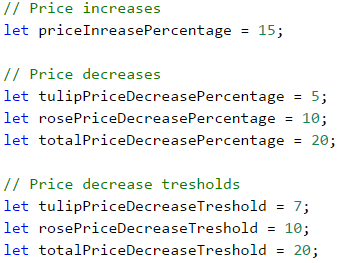 // Price increases
let priceInreasePercentage = 15;
// Price decreases
let tulipPriceDecreasePercentage = 5;
let rosePriceDecreasePercentage = 10;
let totalPriceDecreasePercentage = 20;
// Price decrease tresholds
let tulipPriceDecreaseTreshold = 7;
let rosePriceDecreaseTreshold = 10;
let totalPriceDecreaseTreshold = 20;